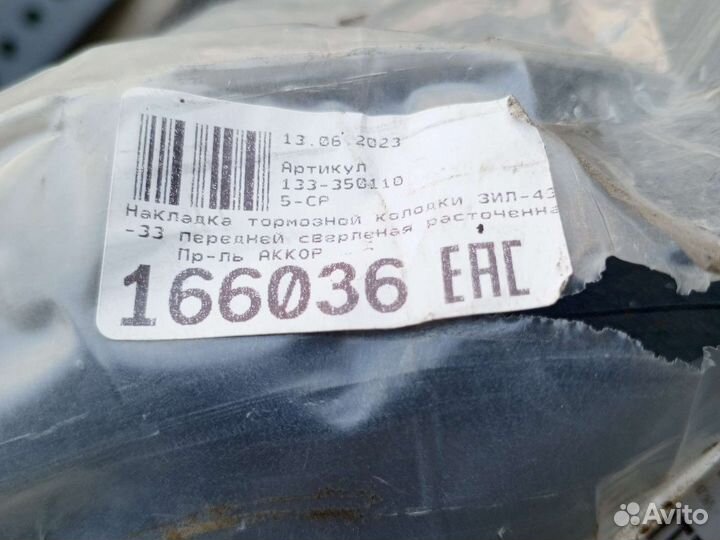 13.06.2023
Артикул
133-350110
5-СР
Накладка тормозной колодки ЗИЛ-43
-33 передней сверленая расточенна
Пр-ль АККОР
166036 EAC
Avito